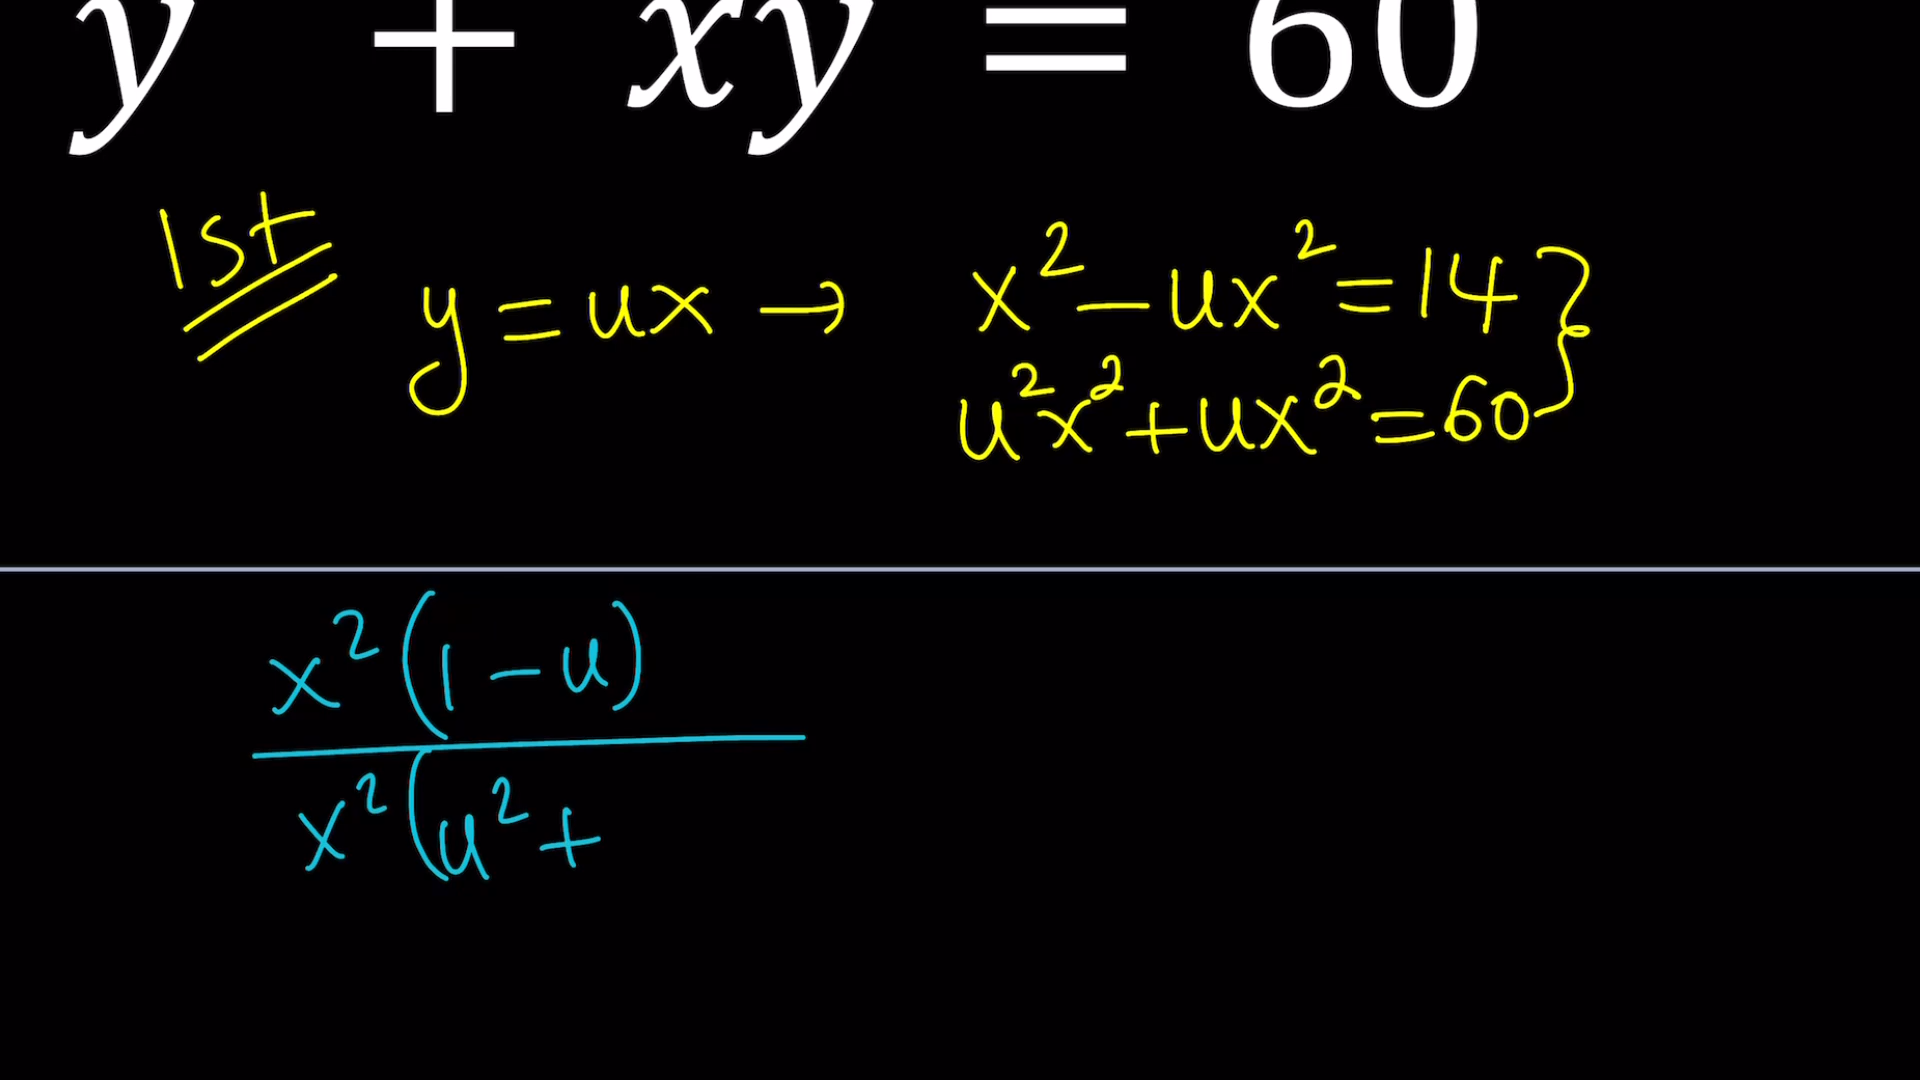 y + xy = 60
1st
y = ux → x² − ux² = 14
u²x² + ux² = 60
x²(1 − u)
x²(u² +